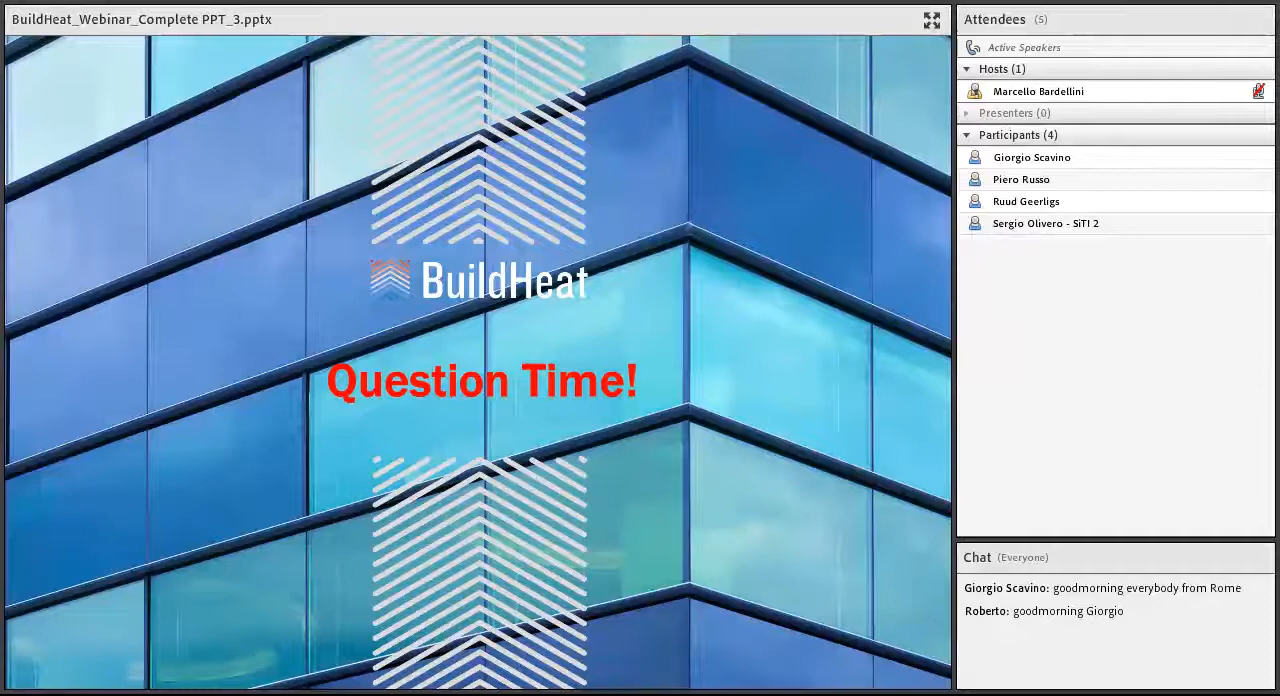 BuildHeat_Webinar_Complete PPT_3.pptx
BuildHeat
Question Time!
Attendees (5)
Active Speakers
Hosts (1)
Marcello Bardellini
Presenters (0)
Participants (4)
Giorgio Scavino
Piero Russo
Ruud Geerligs
Sergio Olivero - SiTI 2
Chat (Everyone)
Giorgio Scavino: goodmorning everybody from Rome
Roberto: goodmorning Giorgio